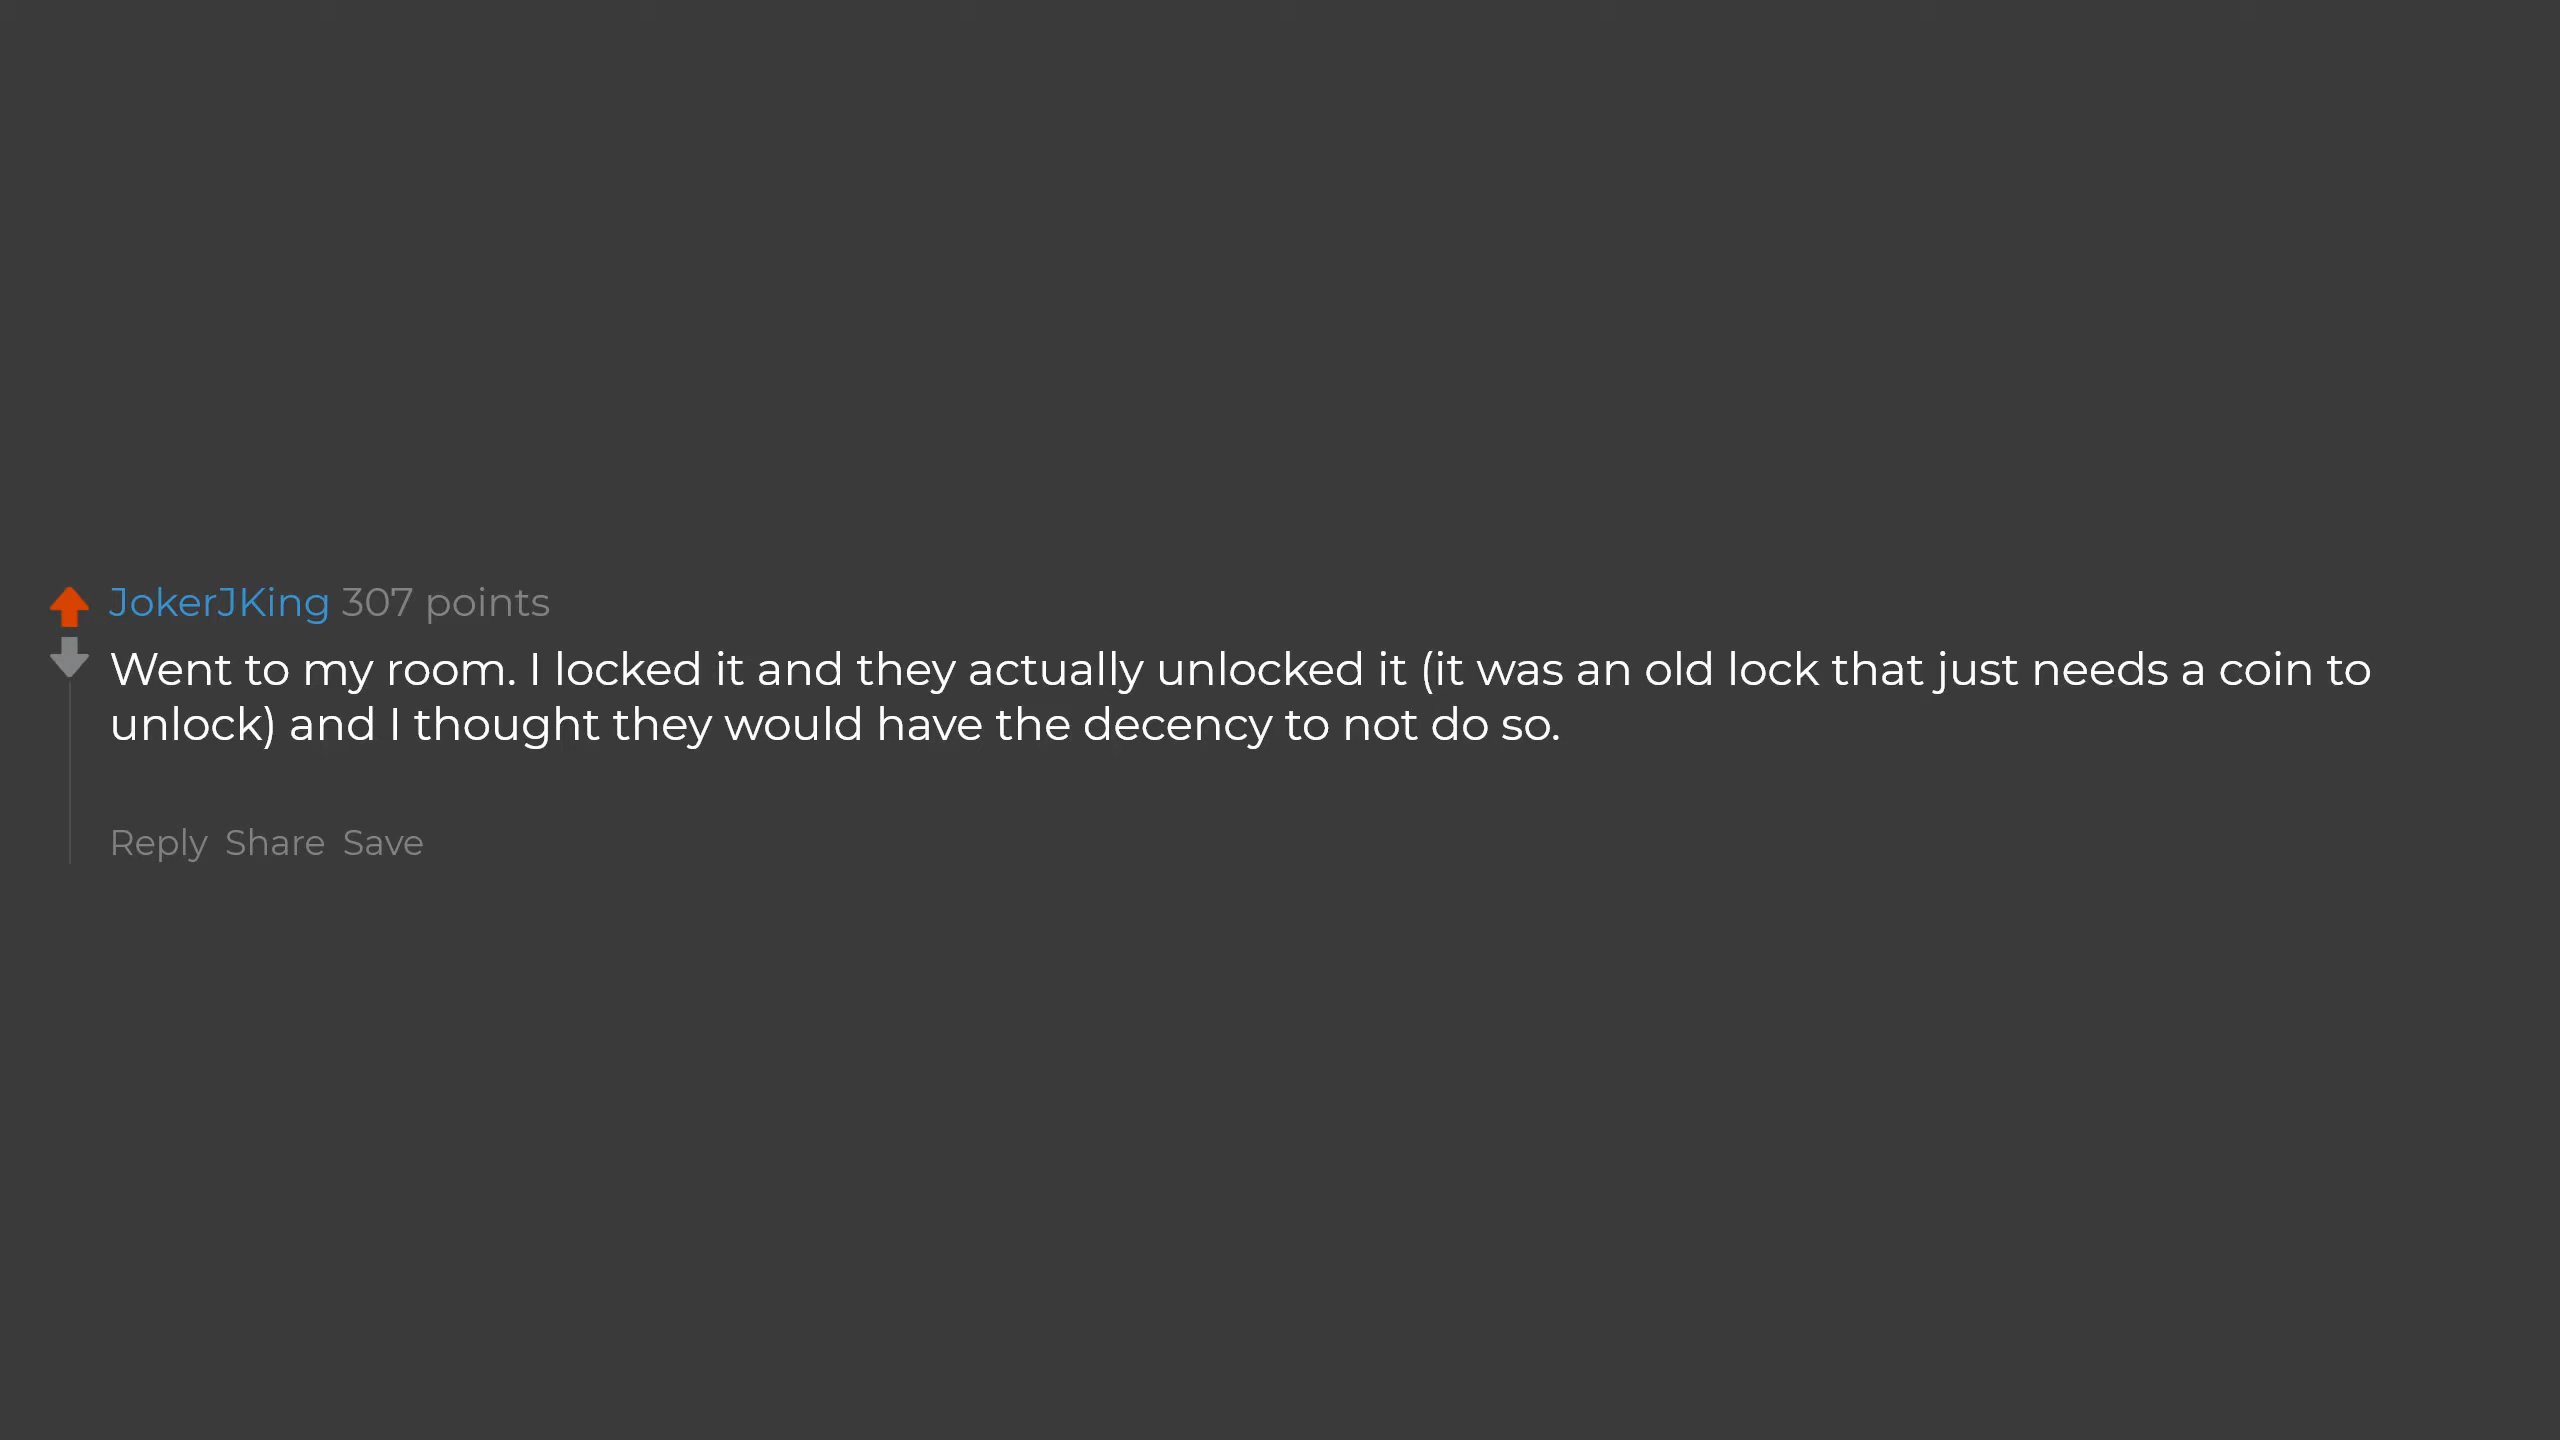 JokerJKing 307 points
Went to my room. I locked it and they actually unlocked it (it was an old lock that just needs a coin to
unlock) and I thought they would have the decency to not do so.
Reply Share Save